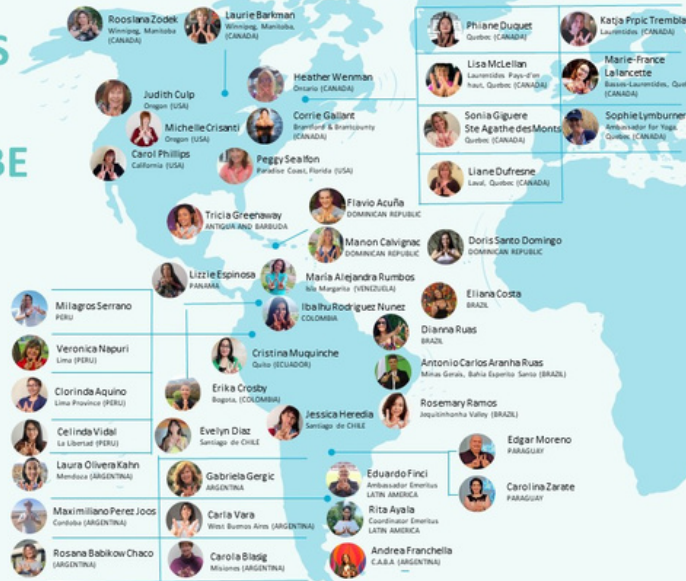 S
BE
Rooslana Zodek
Winnipeg, Manitoba
(CANADA)
Laurie Barkman
Winnipeg, Manitoba,
(CANADA)
Phiane Duquet
Quebec (CANADA)
Katja Prpic Trembla
Laurentides (CANADA)
Heather Wenman
Ontario (CANADA)
Lisa McLellan
Laurentides Pays-d'en
haut, Quebec (CANADA)
Marie-France
Lalancette
Basses-Laurentides, Que
(CANADA)
Judith Culp
Oregon (USA)
Michelle Crisanti
Oregon (USA)
Corrie Gallant
Brantford & Brantcounty
(CANADA)
Sonia Giguere
Ste Agathe des Monts
Quebec (CANADA)
Sophie Lymburner
Ambassador for Yoga,
Quebec (CANADA)
Carol Phillips
California (USA)
Peggy Sealfon
Paradise Coast, Florida (USA)
Liane Dufresne
Laval, Quebec (CANADA)
Flavio Acuña
DOMINICAN REPUBLIC
Tricia Greenaway
ANTIGUA AND BARBUDA
Manon Calvignac
DOMINICAN REPUBLIC
Doris Santo Domingo
DOMINICAN REPUBLIC
Lizzie Espinosa
PANAMA
María Alejandra Rumbos
Isla Margarita (VENEZUELA)
Eliana Costa
BRAZIL
Milagros Serrano
PERU
Ibalhu Rodriguez Nunez
COLOMBIA
Dianna Ruas
BRAZIL
Veronica Napuri
Lima (PERU)
Cristina Muquinche
Quito (ECUADOR)
Antonio Carlos Aranha Ruas
Minas Gerais, Bahia Esperito Santo (BRAZIL)
Clorinda Aquino
Lima Province (PERU)
Erika Crosby
Bogota, (COLOMBIA)
Rosemary Ramos
Jequitinhonha Valley (BRAZIL)
Jessica Heredia
Santiago de CHILE
Celinda Vidal
La Libertad (PERU)
Evelyn Diaz
Santiago de CHILE
Edgar Moreno
PARAGUAY
Laura Olivera Kahn
Mendoza (ARGENTINA)
Gabriela Gergic
ARGENTINA
Eduardo Finci
Ambassador Emeritus
LATIN AMERICA
Carolina Zarate
PARAGUAY
Maximiliano Perez Joos
Cordoba (ARGENTINA)
Carla Vara
West Buenos Aires (ARGENTINA)
Rita Ayala
Coordinator Emeritus
LATIN AMERICA
Rosana Babikow Chaco
(ARGENTINA)
Carola Blasig
Misiones (ARGENTINA)
Andrea Franchella
C.A.B.A (ARGENTINA)